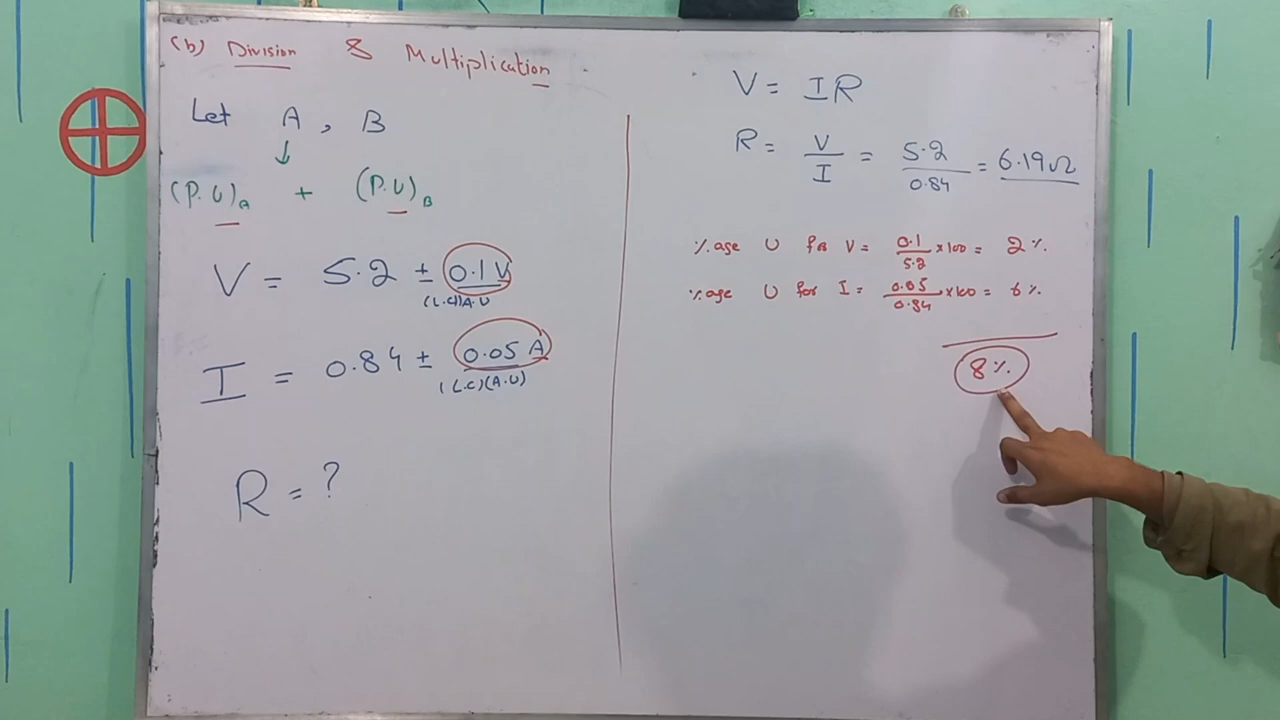 (b) Division & Multiplication
Let A , B
↓
(P.U)A + (P.U)B
V = 5.2 ± 0.1 V
(L.C)A.U
I = 0.84 ± 0.05 A
(L.C)(A.U)
R = ?
V = IR
R = V/I = 5.2/0.84 = 6.19Ω
%age U for V = 0.1/5.2 x100 = 2 %.
%age U for I = 0.05/0.84 x100 = 6 %.
8 %.